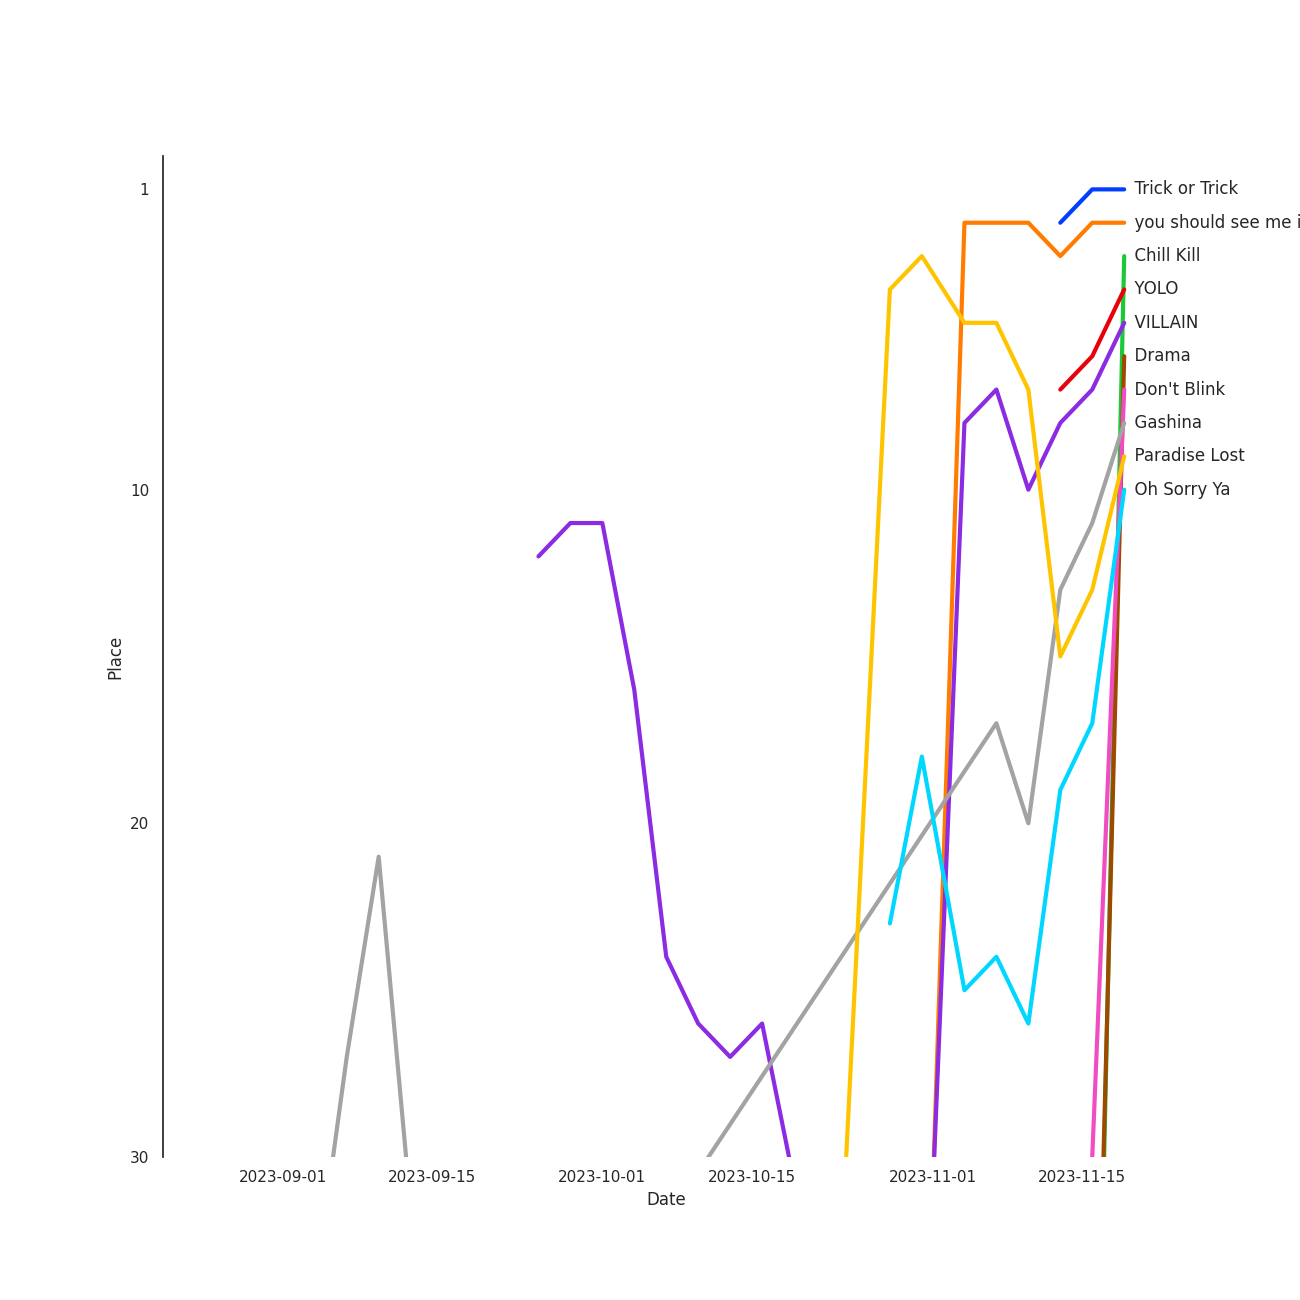 1
10
20
30
Place
2023-09-01
2023-09-15
2023-10-01
2023-10-15
2023-11-01
2023-11-15
Date
Trick or Trick
you should see me i
Chill Kill
YOLO
VILLAIN
Drama
Don't Blink
Gashina
Paradise Lost
Oh Sorry Ya